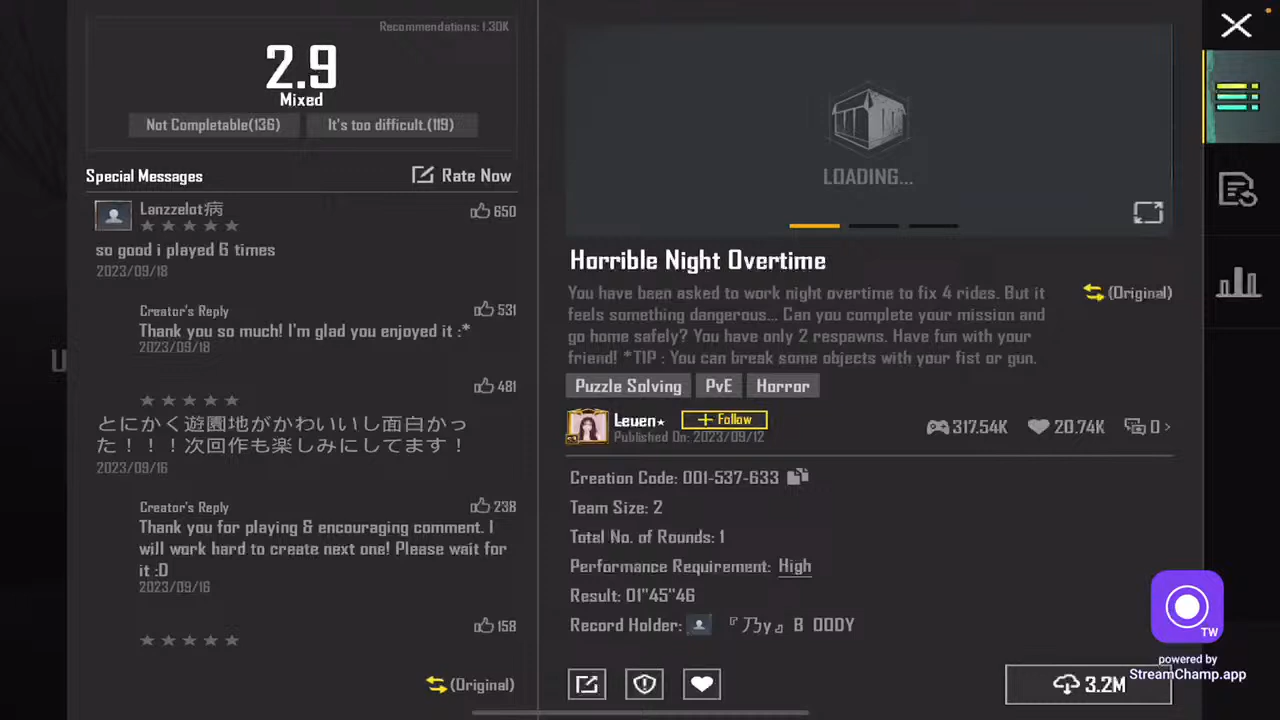 Recommendations: 1.30K
2.9
Mixed
Not Completable(136)
It's too difficult.(119)
Special Messages
Rate Now
Lanzzelot病
650
so good i played 6 times
2023/09/18
Creator's Reply
531
Thank you so much! I'm glad you enjoyed it :*
2023/09/18
481
とにかく遊園地がかわいいし面白かっ
た！！！次回作も楽しみにしてます！
2023/09/16
Creator's Reply
238
Thank you for playing & encouraging comment. I
will work hard to create next one! Please wait for
it :D
2023/09/16
158
(Original)
LOADING...
Horrible Night Overtime
You have been asked to work night overtime to fix 4 rides. But it
feels something dangerous... Can you complete your mission and
go home safely? You have only 2 respawns. Have fun with your
friend! *TIP : You can break some objects with your fist or gun.
(Original)
Puzzle Solving
PvE
Horror
Leuen★
+ Follow
Published On: 2023/09/12
317.54K
20.74K
0 >
Creation Code: 001-537-633
Team Size: 2
Total No. of Rounds: 1
Performance Requirement: High
Result: 01"45"46
Record Holder: 『乃y』 B OODY
3.2M
TW
powered by
StreamChamp.app